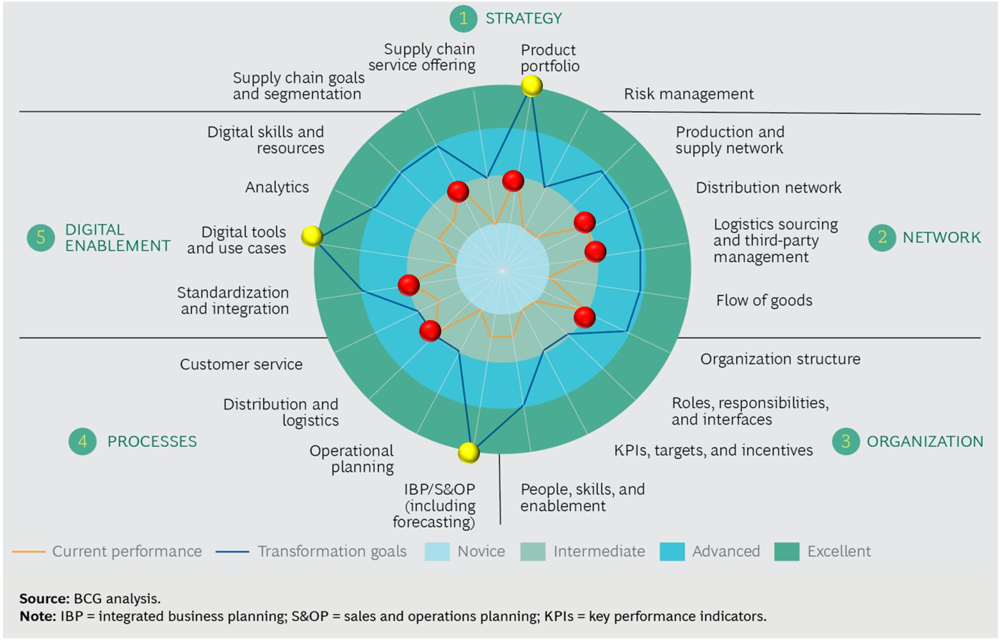 1 STRATEGY
Supply chain
service offering
Product
portfolio
Supply chain goals
and segmentation
Risk management
Digital skills and
resources
Production and
supply network
Analytics
Distribution network
5 DIGITAL
ENABLEMENT
Digital tools
and use cases
Logistics sourcing
and third-party
management
2 NETWORK
Standardization
and integration
Flow of goods
Customer service
Organization structure
Distribution and
logistics
Roles, responsibilities,
and interfaces
4 PROCESSES
Operational
planning
KPIs, targets, and incentives
3 ORGANIZATION
IBP/S&OP
(including
forecasting)
People, skills, and
enablement
Current performance Transformation goals Novice Intermediate Advanced Excellent
Source: BCG analysis.
Note: IBP = integrated business planning; S&OP = sales and operations planning; KPIs = key performance indicators.